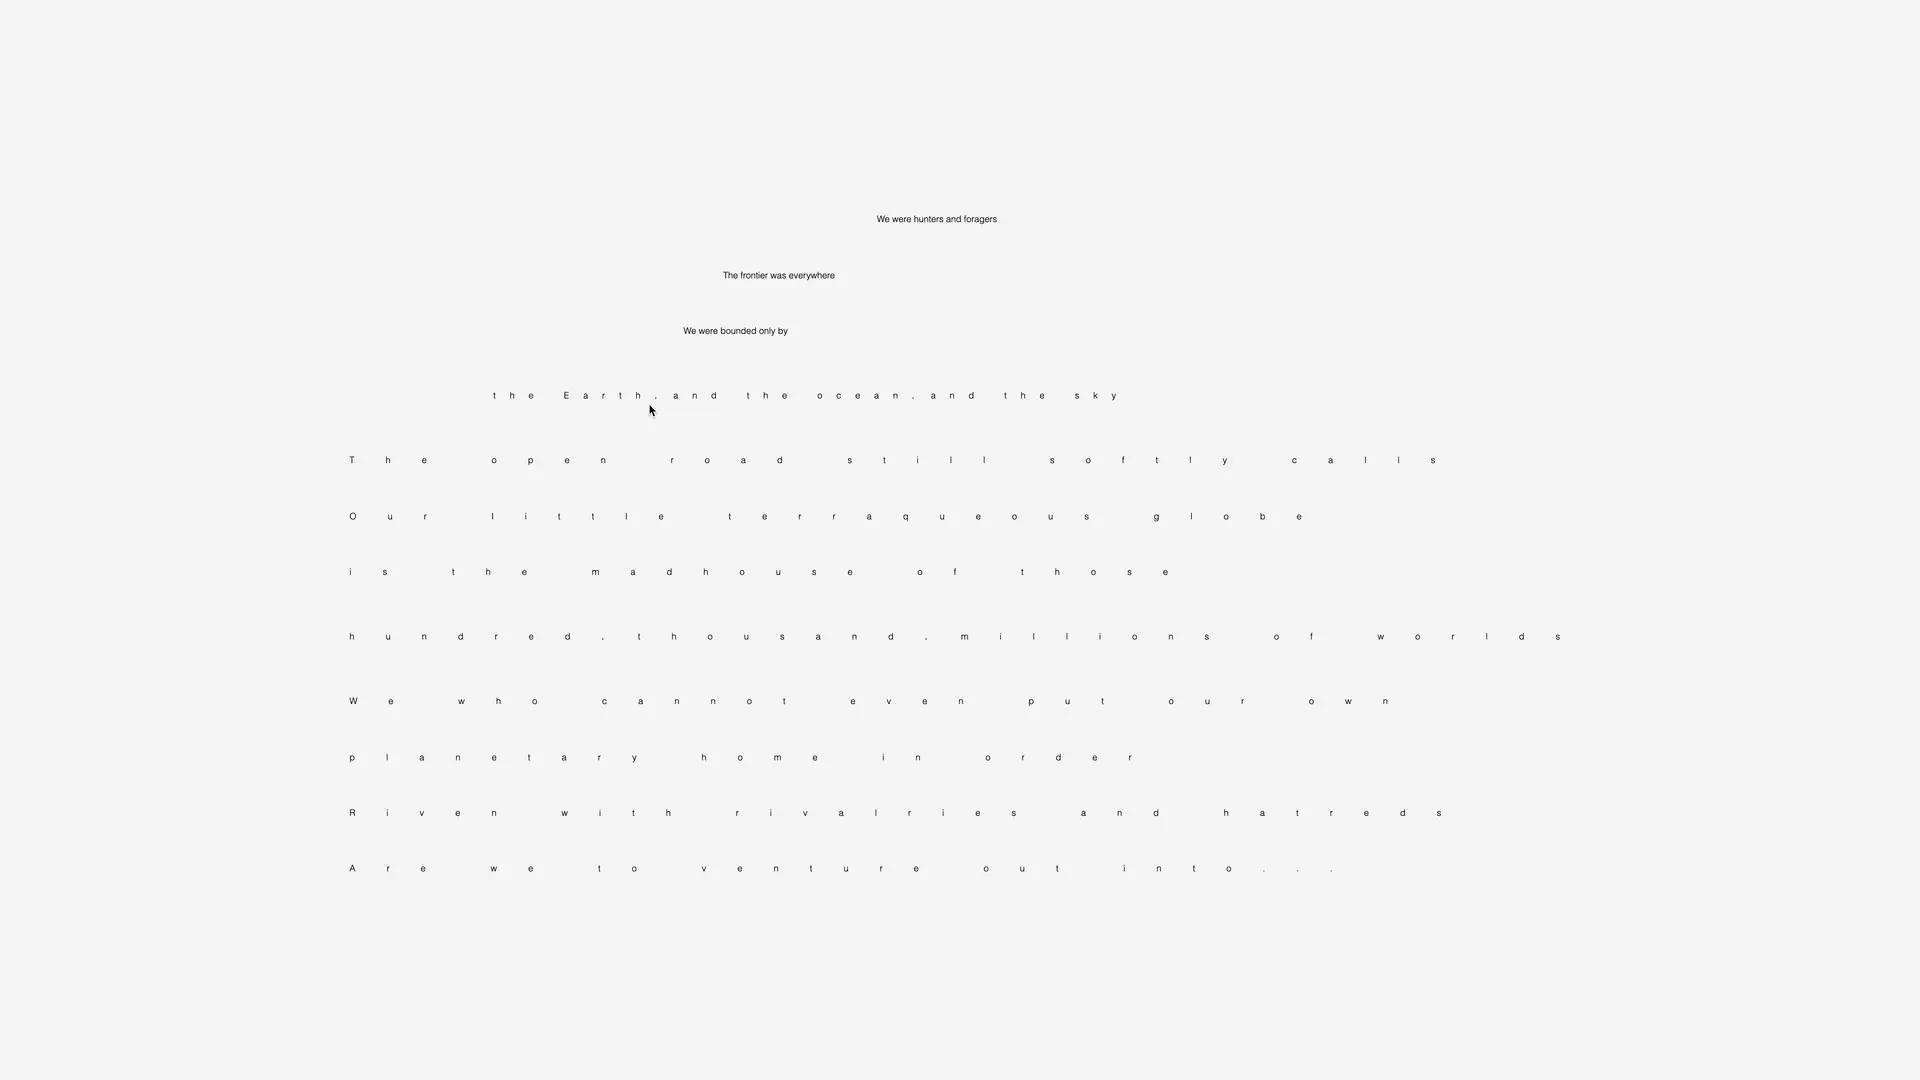 We were hunters and foragers
The frontier was everywhere
We were bounded only by
the Earth,and the ocean,and the sky
The open road still softly calls
Our little terraqueous globe
is the madhouse of those
hundred,thousand,millions of worlds
We who cannot even put our own
planetary home in order
Riven with rivalries and hatreds
Are we to venture out into...